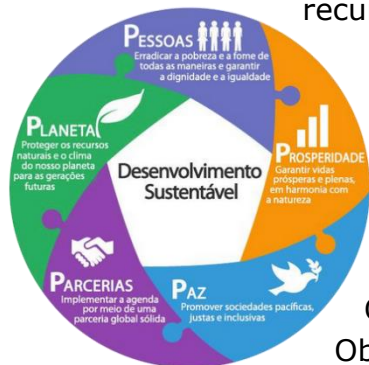 recu
PESSOAS
Erradicar a pobreza e a fome de
todas as maneiras e garantir
a dignidade e a igualdade
PROSPERIDADE
Garantir vidas
prósperas e plenas,
em harmonia com
a natureza
PAZ
Promover sociedades pacíficas,
justas e inclusivas
PARCERIAS
Implementar a agenda
por meio de uma
parceria global sólida
PLANETA
Proteger os recursos
naturais e o clima
do nosso planeta
para as gerações
futuras
Desenvolvimento
Sustentável
Ob